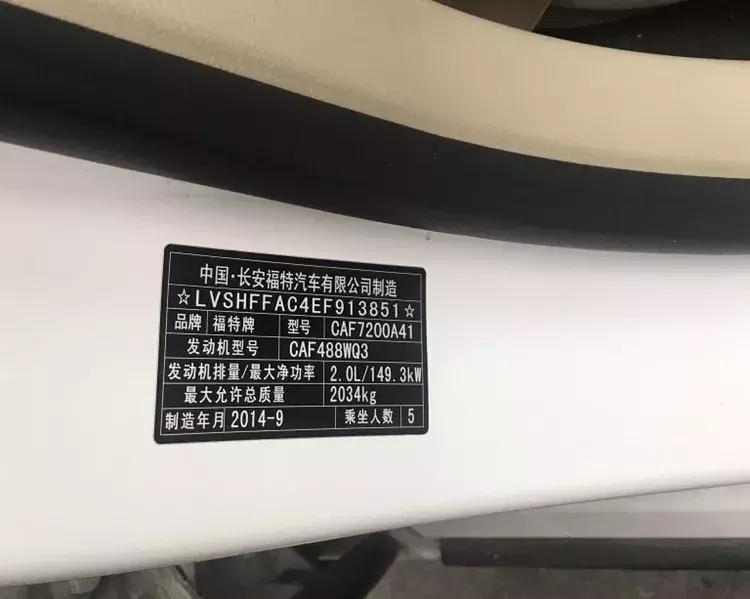 中国·长安福特汽车有限公司制造
☆LVSHFFAC4EF913851☆
品牌 福特牌 型号 CAF7200A41
发动机型号 CAF488WQ3
发动机排量/最大净功率 2.0L/149.3kW
最大允许总质量 2034kg
制造年月 2014-9 乘坐人数 5